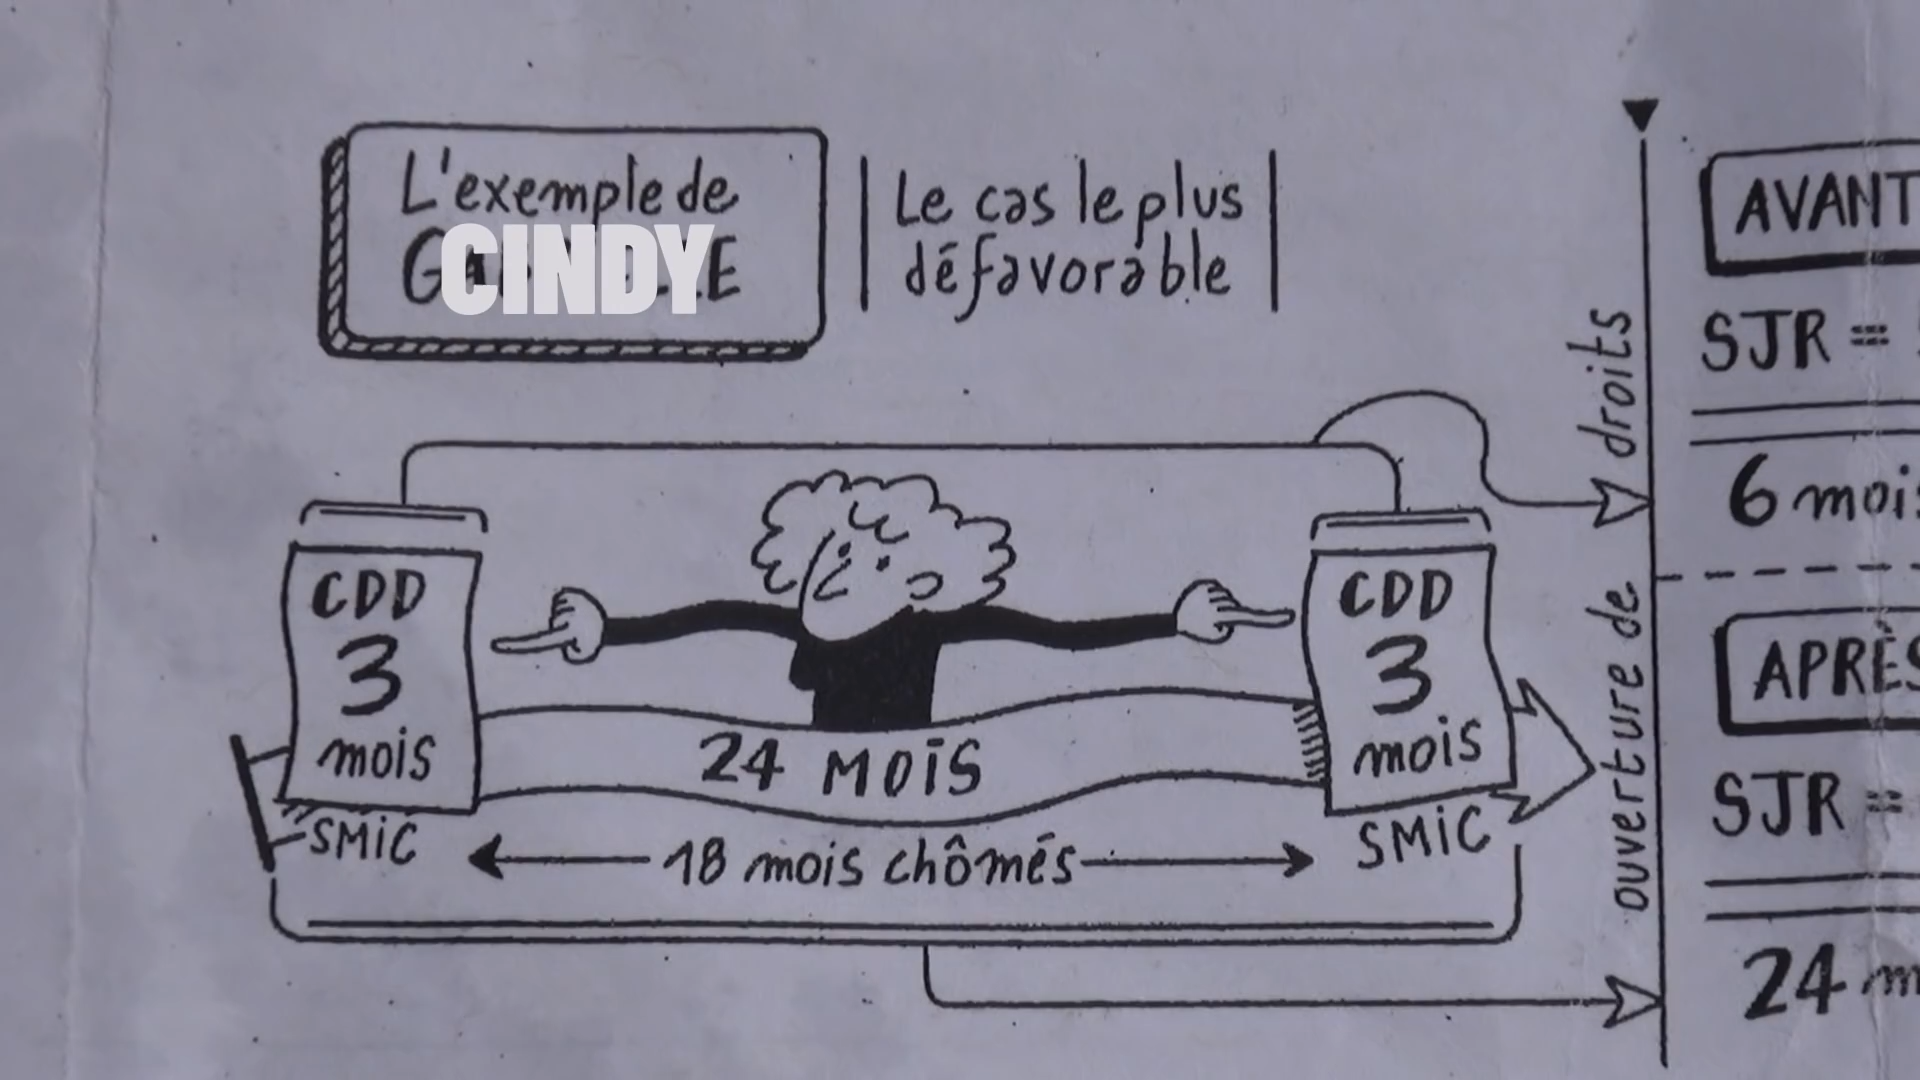 L'exemple de
CINDY
Le cas le plus
défavorable
CDD
3
mois
SMIC
24 MOIS
18 mois chômés
CDD
3
mois
SMIC
ouverture de droits
AVANT
SJR =
6 mois
APRÈS
SJR =
24 m